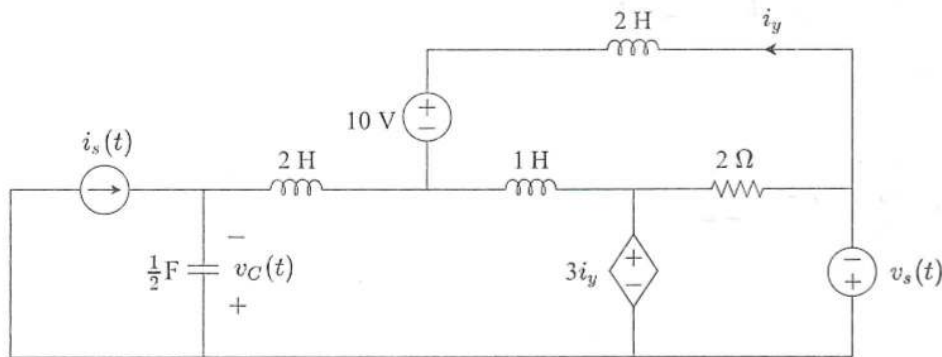 2 H
i_y
10 V
+
−
i_s(t)
2 H
1 H
2 Ω
−
½F
v_C(t)
+
3i_y
+
−
−
+
v_s(t)